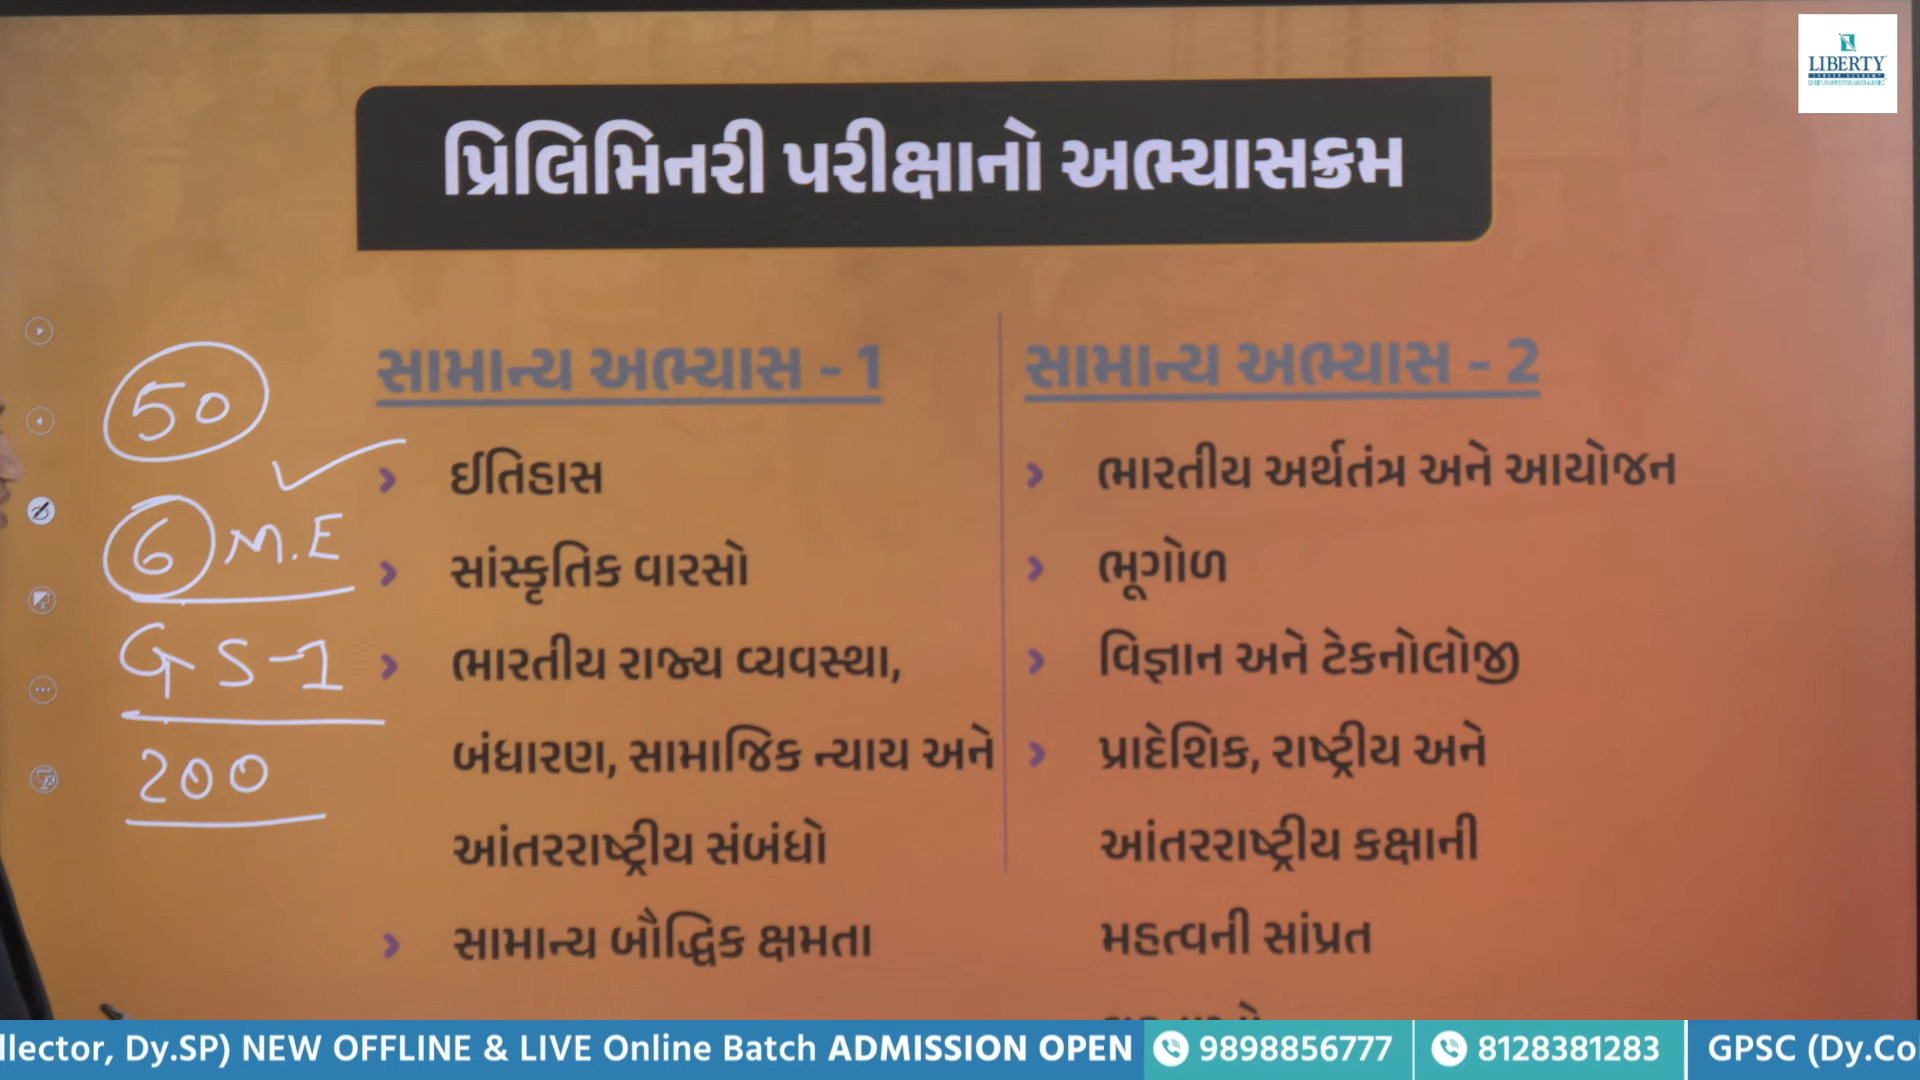 LIBERTY
પ્રિલિમિનરી પરીક્ષાનો અભ્યાસક્રમ
સામાન્ય અભ્યાસ - 1
ઈતિહાસ
સાંસ્કૃતિક વારસો
ભારતીય રાજ્ય વ્યવસ્થા,
બંધારણ, સામાજિક ન્યાય અને
આંતરરાષ્ટ્રીય સંબંધો
સામાન્ય બૌદ્ધિક ક્ષમતા
સામાન્ય અભ્યાસ - 2
ભારતીય અર્થતંત્ર અને આયોજન
ભૂગોળ
વિજ્ઞાન અને ટેકનોલોજી
પ્રાદેશિક, રાષ્ટ્રીય અને
આંતરરાષ્ટ્રીય કક્ષાની
મહત્વની સાંપ્રત
50
6 M.E
GS-1
200
llector, Dy.SP) NEW OFFLINE & LIVE Online Batch ADMISSION OPEN 9898856777 8128381283 GPSC (Dy.Co